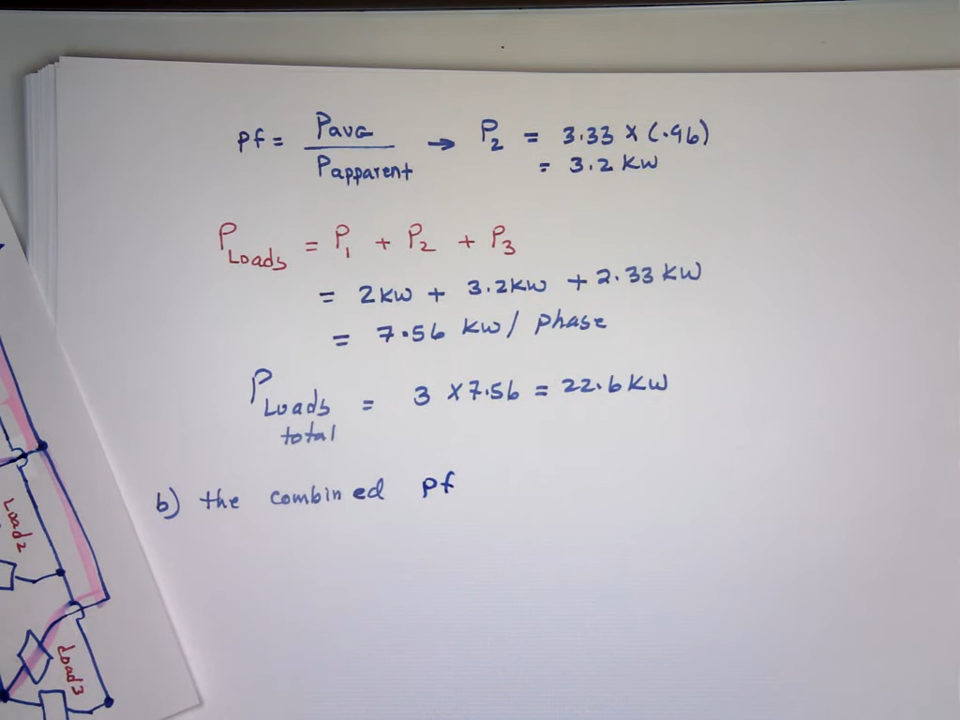 pf = Pavg / Papparent → P2 = 3.33 × (.96)
= 3.2 kW
PLoads = P1 + P2 + P3
= 2kW + 3.2kW + 2.33 kW
= 7.56 kW / phase
PLoads total = 3 × 7.56 = 22.6 kW
b) the combined pf
Load2
Load3